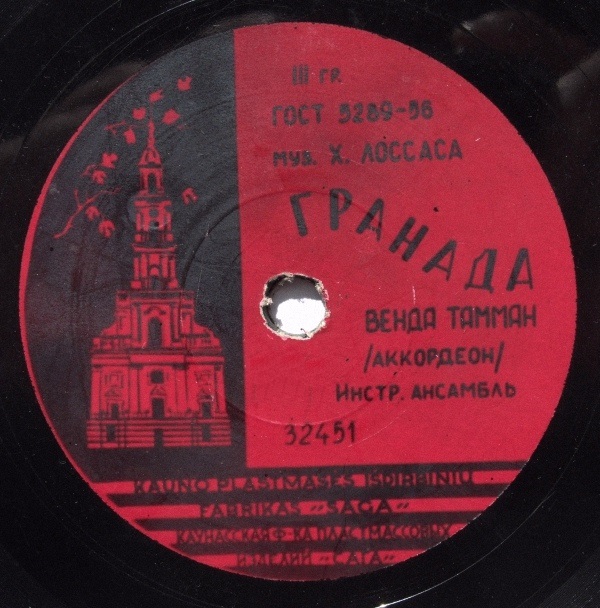 III гр.
ГОСТ 5289-56
муз. Х. ЛОССАСА
ГРАНАДА
ВЕНДА ТАММАН
/АККОРДЕОН/
Инстр. ансамбль
32451
KAUNO PLASTMASĖS IŠDIRBINIŲ
FABRIKAS „SAGA"
КАУНАССКАЯ Ф-КА ПЛАСТМАССОВЫХ
ИЗДЕЛИЙ „САГА"